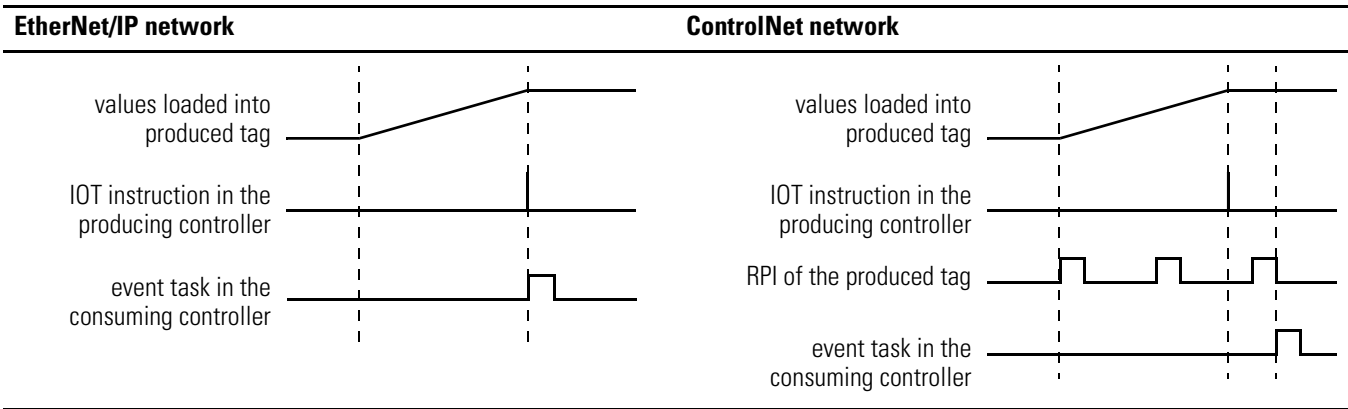 EtherNet/IP network
values loaded into
produced tag
IOT instruction in the
producing controller
event task in the
consuming controller
ControlNet network
values loaded into
produced tag
IOT instruction in the
producing controller
RPI of the produced tag
event task in the
consuming controller